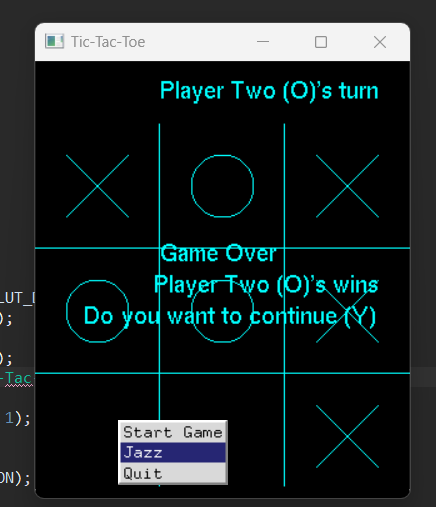 Tic-Tac-Toe
Player Two (O)'s turn
Game Over
Player Two (O)'s wins
Do you want to continue (Y)
LUT_
);
);
-Tac
1);
ON);
Start Game
Jazz
Quit